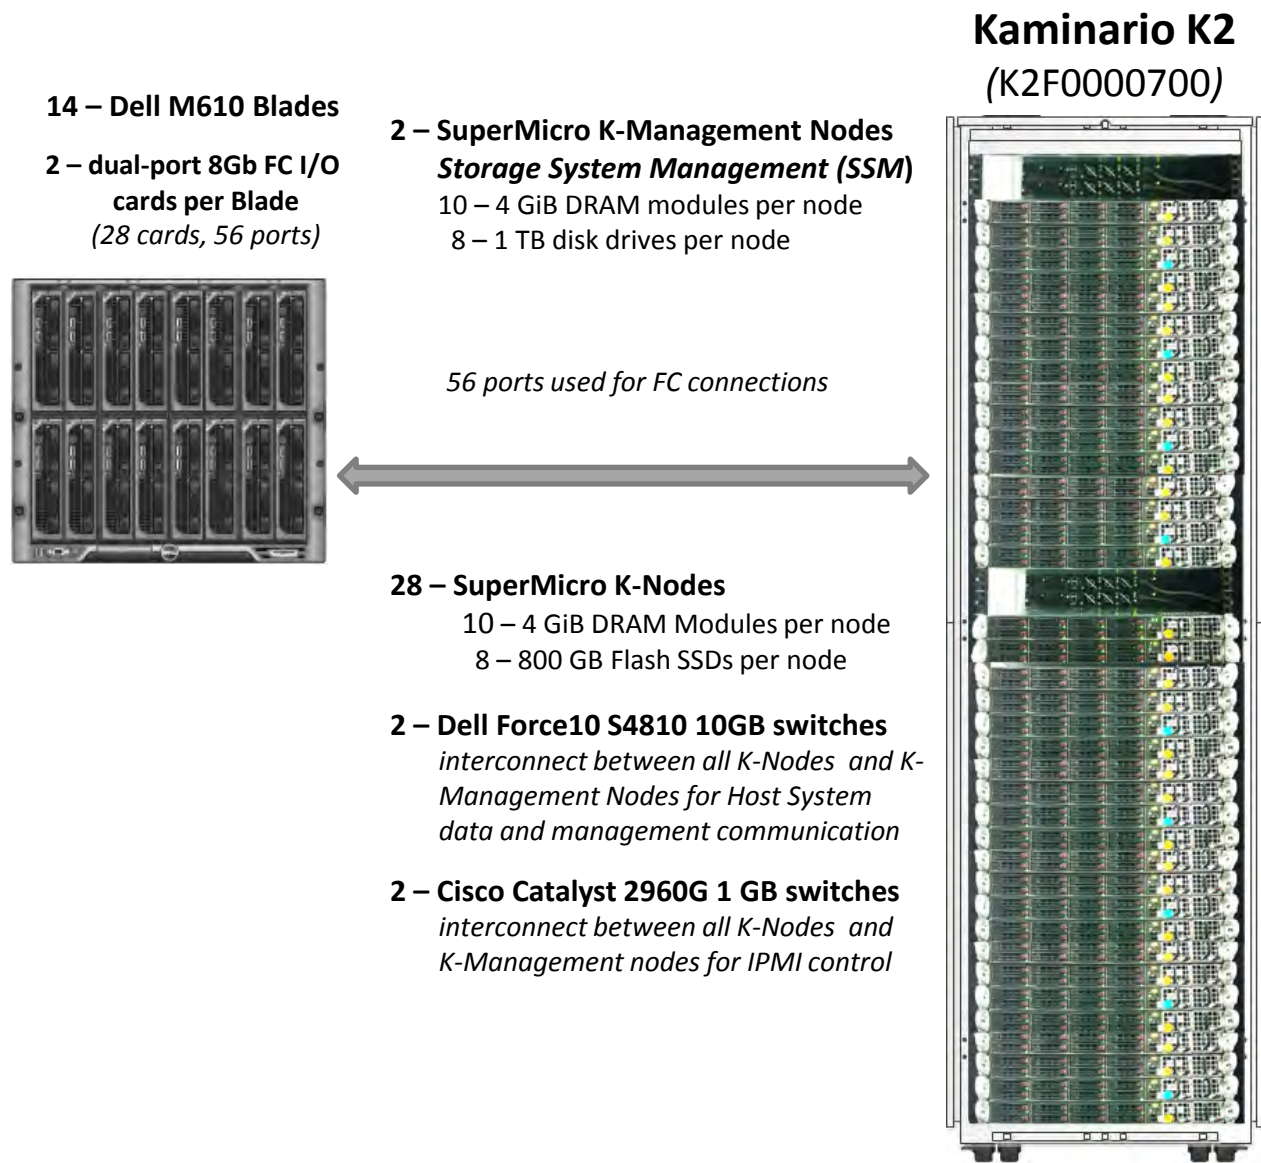 Kaminario K2
(K2F0000700)
14 – Dell M610 Blades
2 – dual-port 8Gb FC I/O
cards per Blade
(28 cards, 56 ports)
2 – SuperMicro K-Management Nodes
Storage System Management (SSM)
10 – 4 GiB DRAM modules per node
8 – 1 TB disk drives per node
56 ports used for FC connections
28 – SuperMicro K-Nodes
10 – 4 GiB DRAM Modules per node
8 – 800 GB Flash SSDs per node
2 – Dell Force10 S4810 10GB switches
interconnect between all K-Nodes and K-
Management Nodes for Host System
data and management communication
2 – Cisco Catalyst 2960G 1 GB switches
interconnect between all K-Nodes and
K-Management nodes for IPMI control